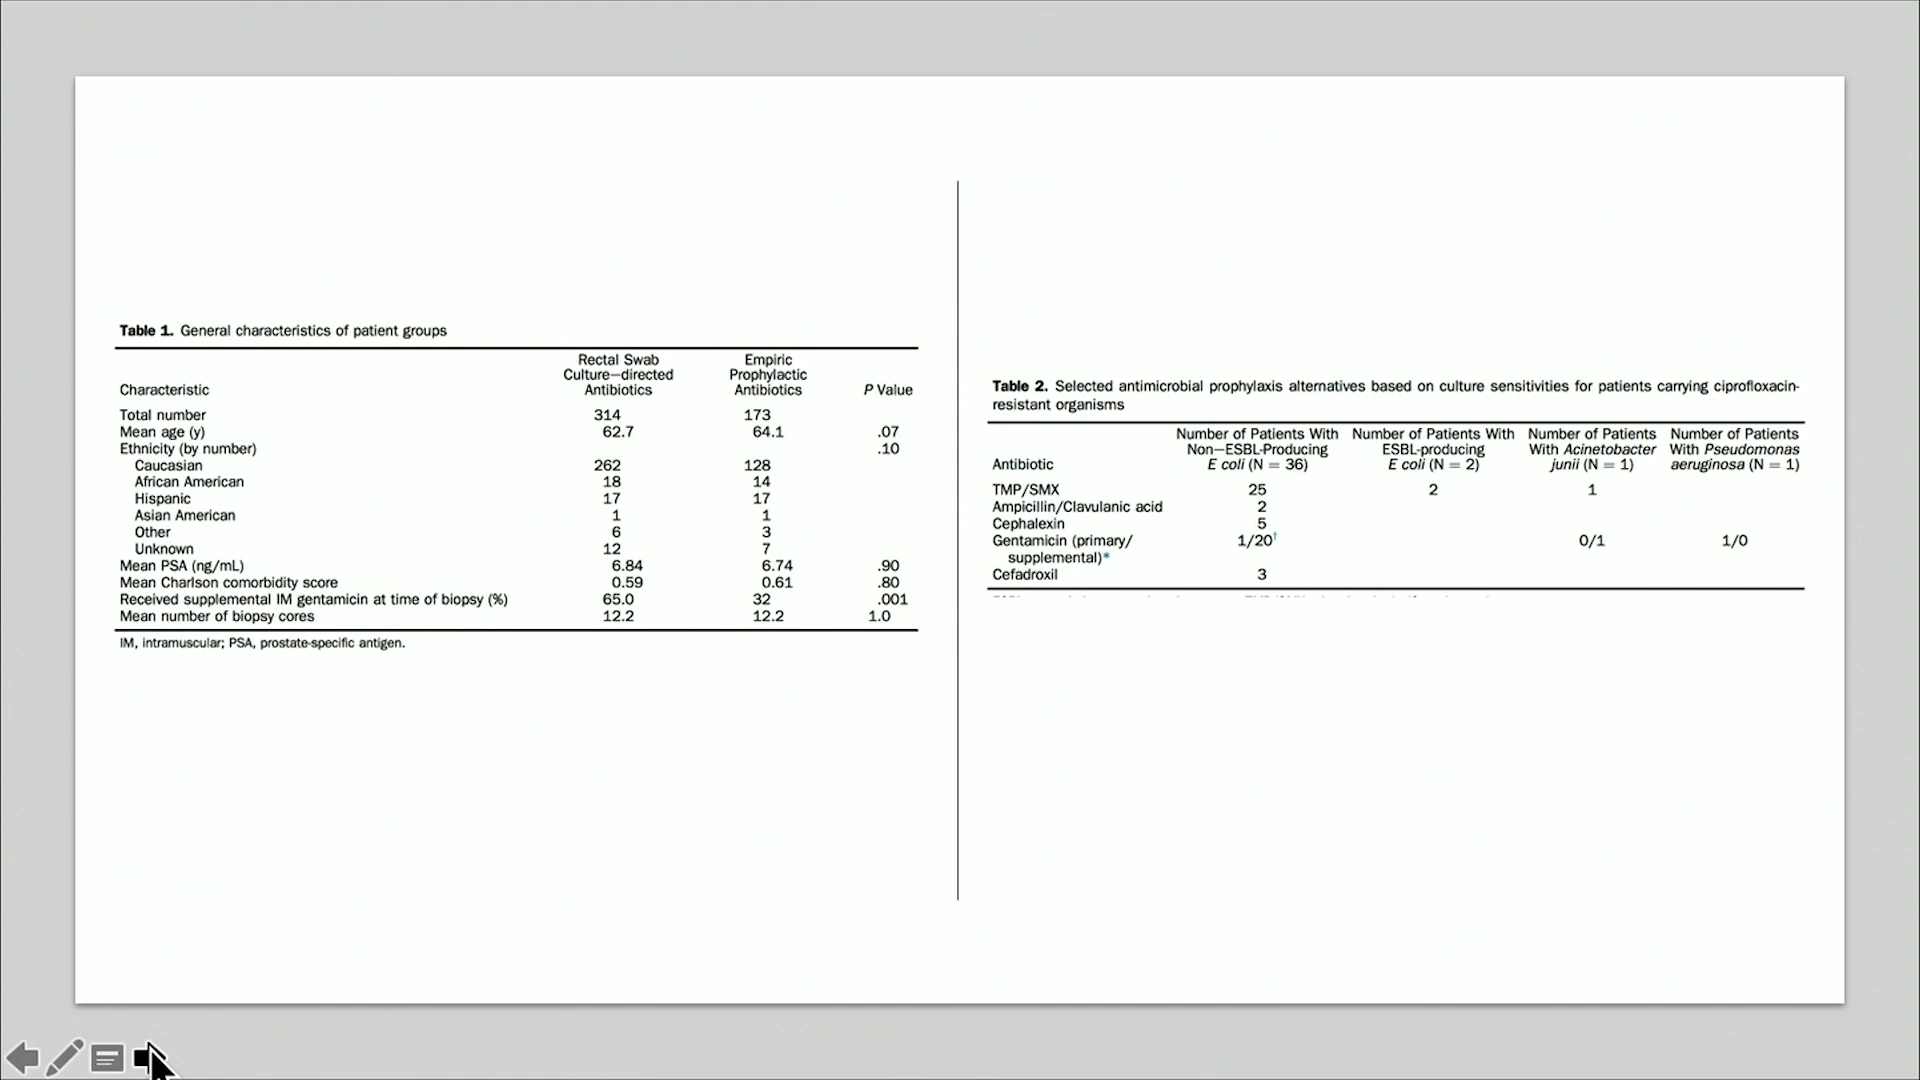 Table 1. General characteristics of patient groups
Characteristic
Rectal Swab Culture—directed Antibiotics
Empiric Prophylactic Antibiotics
P Value
Total number 314 173
Mean age (y) 62.7 64.1 .07
Ethnicity (by number) .10
Caucasian 262 128
African American 18 14
Hispanic 17 17
Asian American 1 1
Other 6 3
Unknown 12 7
Mean PSA (ng/mL) 6.84 6.74 .90
Mean Charlson comorbidity score 0.59 0.61 .80
Received supplemental IM gentamicin at time of biopsy (%) 65.0 32 .001
Mean number of biopsy cores 12.2 12.2 1.0
IM, intramuscular; PSA, prostate-specific antigen.
Table 2. Selected antimicrobial prophylaxis alternatives based on culture sensitivities for patients carrying ciprofloxacin-
resistant organisms
Antibiotic
Number of Patients With Non—ESBL-Producing E coli (N = 36)
Number of Patients With ESBL-producing E coli (N = 2)
Number of Patients With Acinetobacter junii (N = 1)
Number of Patients With Pseudomonas aeruginosa (N = 1)
TMP/SMX 25 2 1
Ampicillin/Clavulanic acid 2
Cephalexin 5
Gentamicin (primary/ 1/20† 0/1 1/0
supplemental)*
Cefadroxil 3